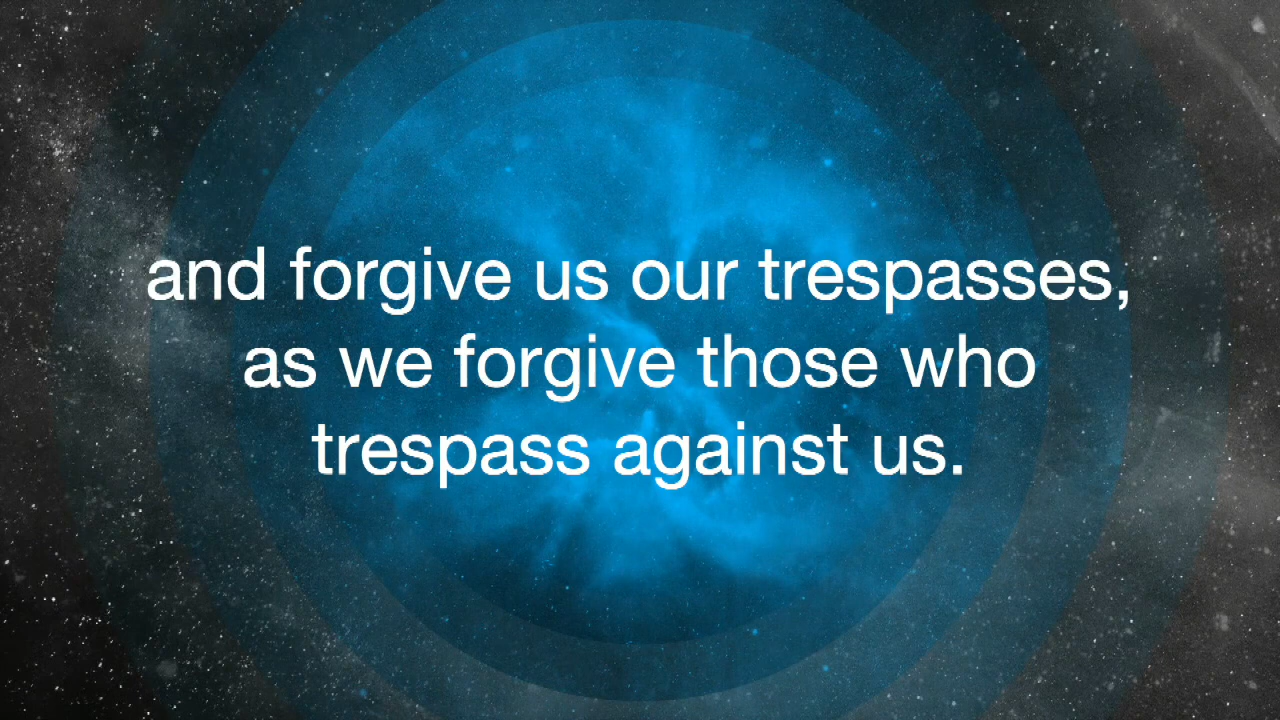 and forgive us our trespasses,
as we forgive those who
trespass against us.